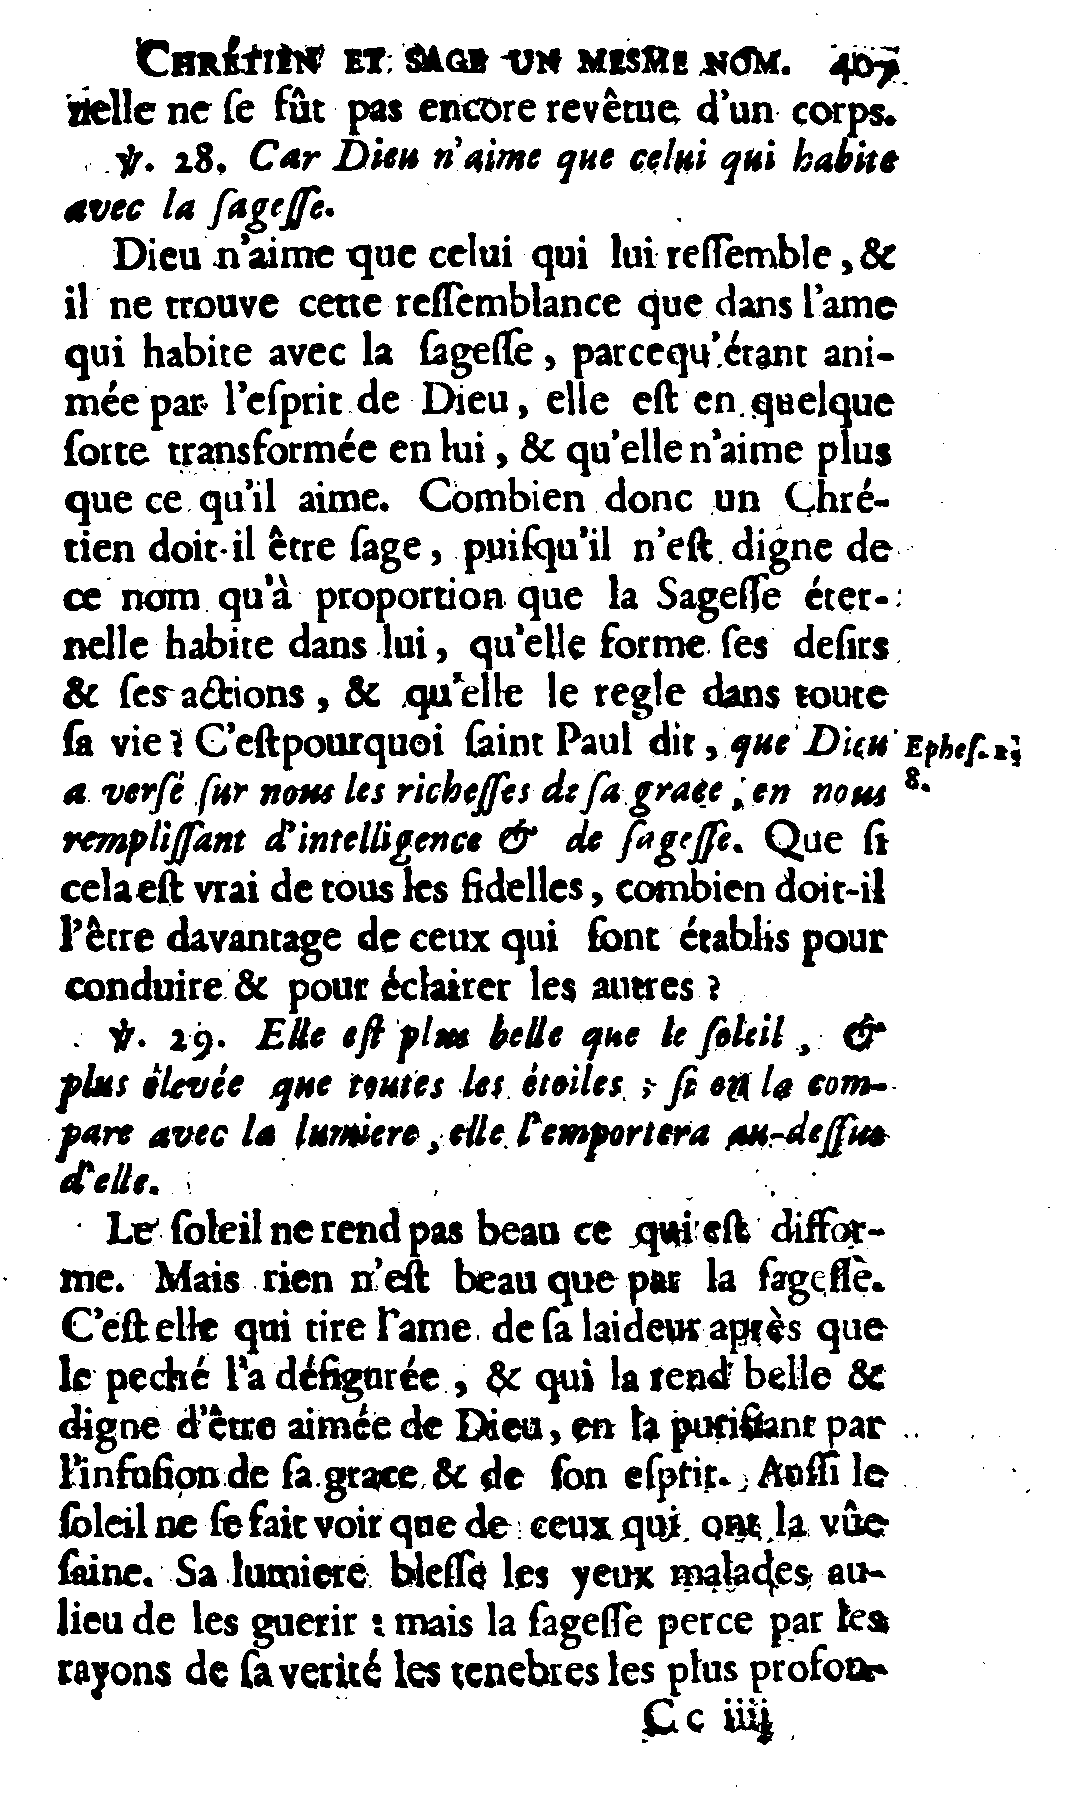 CHRÉTIEN ET SAGE UN MESME NOM. 407
nelle ne ſe fût pas encore revêtue d'un corps.
℣. 28. Car Dieu n'aime que celui qui habite
avec la ſageſſe.
Dieu n'aime que celui qui lui reſſemble, &
il ne trouve cette reſſemblance que dans l'ame
qui habite avec la ſageſſe, parcequ'étant ani-
mée par l'eſprit de Dieu, elle eſt en quelque
ſorte transformée en lui, & qu'elle n'aime plus
que ce qu'il aime. Combien donc un Chré-
tien doit-il être ſage, puiſqu'il n'eſt digne de
ce nom qu'à proportion que la Sageſſe éter-
nelle habite dans lui, qu'elle forme ſes deſirs
& ſes actions, & qu'elle le regle dans toute
ſa vie? C'eſtpourquoi ſaint Paul dit, que Dieu
Epheſ. 1,
8.
a verſé ſur nous les richeſſes de ſa grace, en nous
rempliſſant d'intelligence & de ſageſſe. Que ſi
cela eſt vrai de tous les fidelles, combien doit-il
l'être davantage de ceux qui ſont établis pour
conduire & pour éclairer les autres?
℣. 29. Elle eſt plus belle que le ſoleil, &
plus élevée que toutes les étoiles; ſi on la com-
pare avec la lumiere, elle l'emportera au-deſſus
d'elle.
Le ſoleil ne rend pas beau ce qui eſt diffor-
me. Mais rien n'eſt beau que par la ſageſſe.
C'eſt elle qui tire l'ame de ſa laideur après que
le peché l'a défigurée, & qui la rend belle &
digne d'être aimée de Dieu, en la purifiant par
l'infuſion de ſa grace & de ſon eſprit. Auſſi le
ſoleil ne ſe fait voir que de ceux qui ont la vûe
ſaine. Sa lumiere bleſſe les yeux malades au-
lieu de les guerir : mais la ſageſſe perce par les
rayons de ſa verité les tenebres les plus profon-
Cc iiij